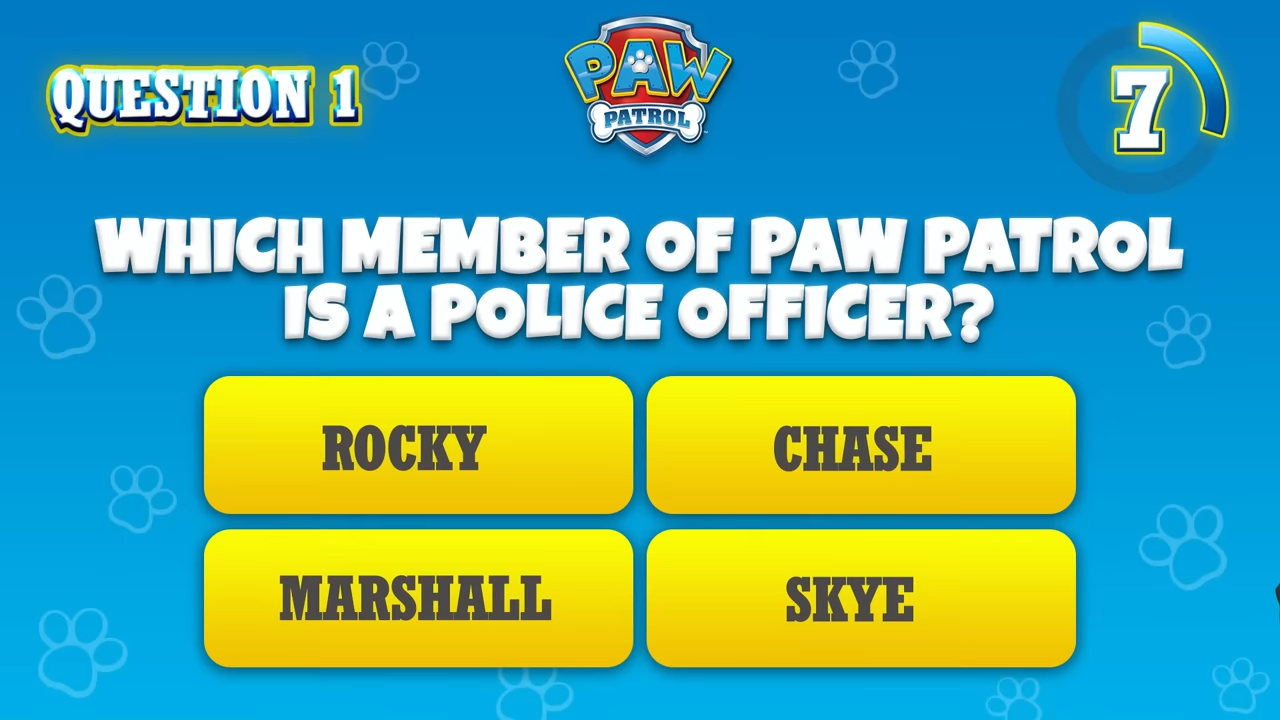 QUESTION 1
PAW
PATROL
7
WHICH MEMBER OF PAW PATROL
IS A POLICE OFFICER?
ROCKY
CHASE
MARSHALL
SKYE